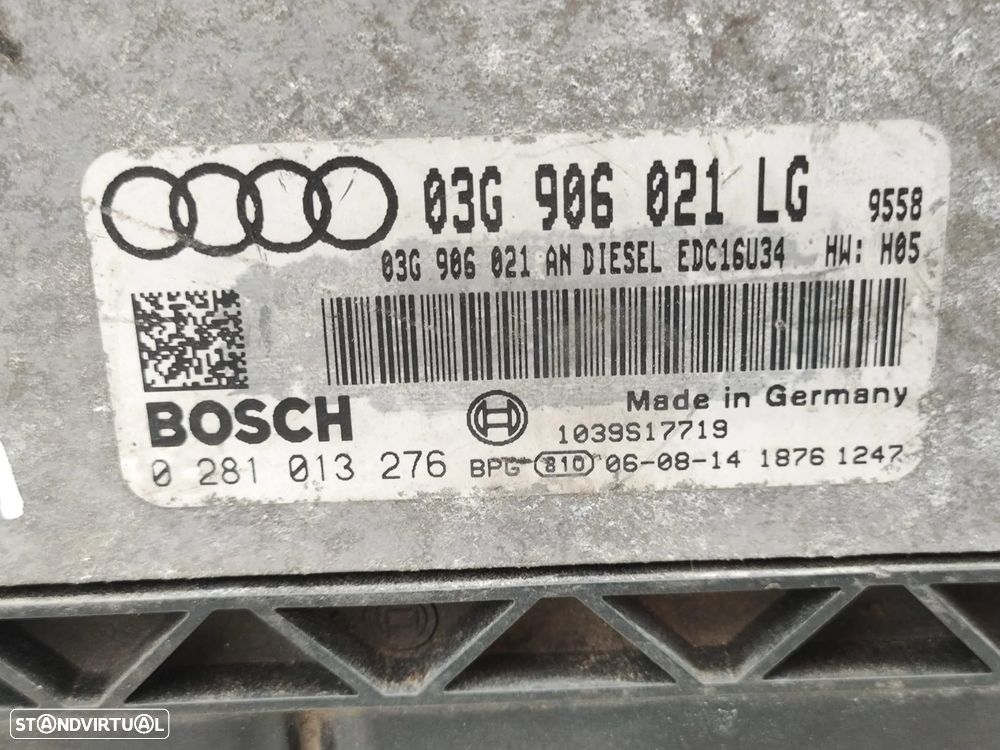 03G 906 021 LG 9558
03G 906 021 AN DIESEL EDC16U34 HW: H05
BOSCH
Made in Germany
1039S17719
0 281 013 276 BPG 810 06-08-14 1876 1247
STANDVIRTUAL